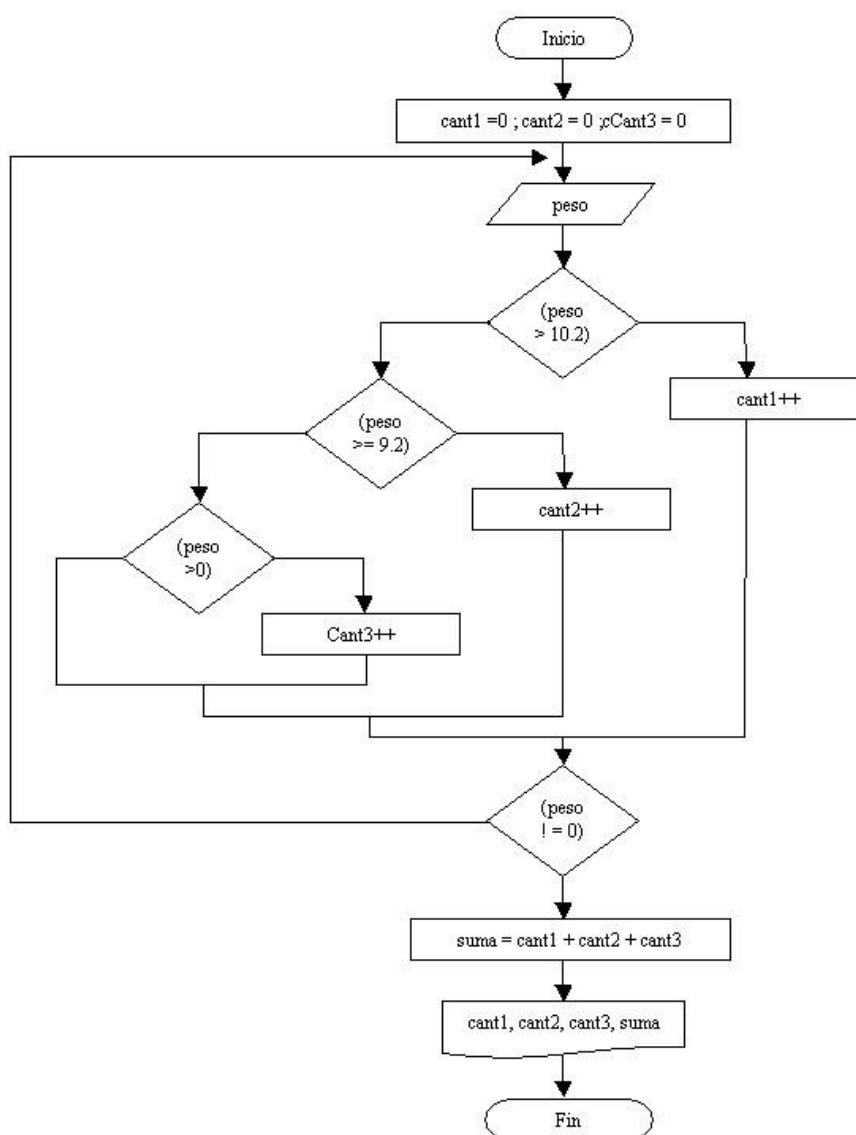 Inicio
cant1 =0 ; cant2 = 0 ;cCant3 = 0
peso
(peso
> 10.2)
cant1++
(peso
>= 9.2)
cant2++
(peso
>0)
Cant3++
(peso
! = 0)
suma = cant1 + cant2 + cant3
cant1, cant2, cant3, suma
Fin